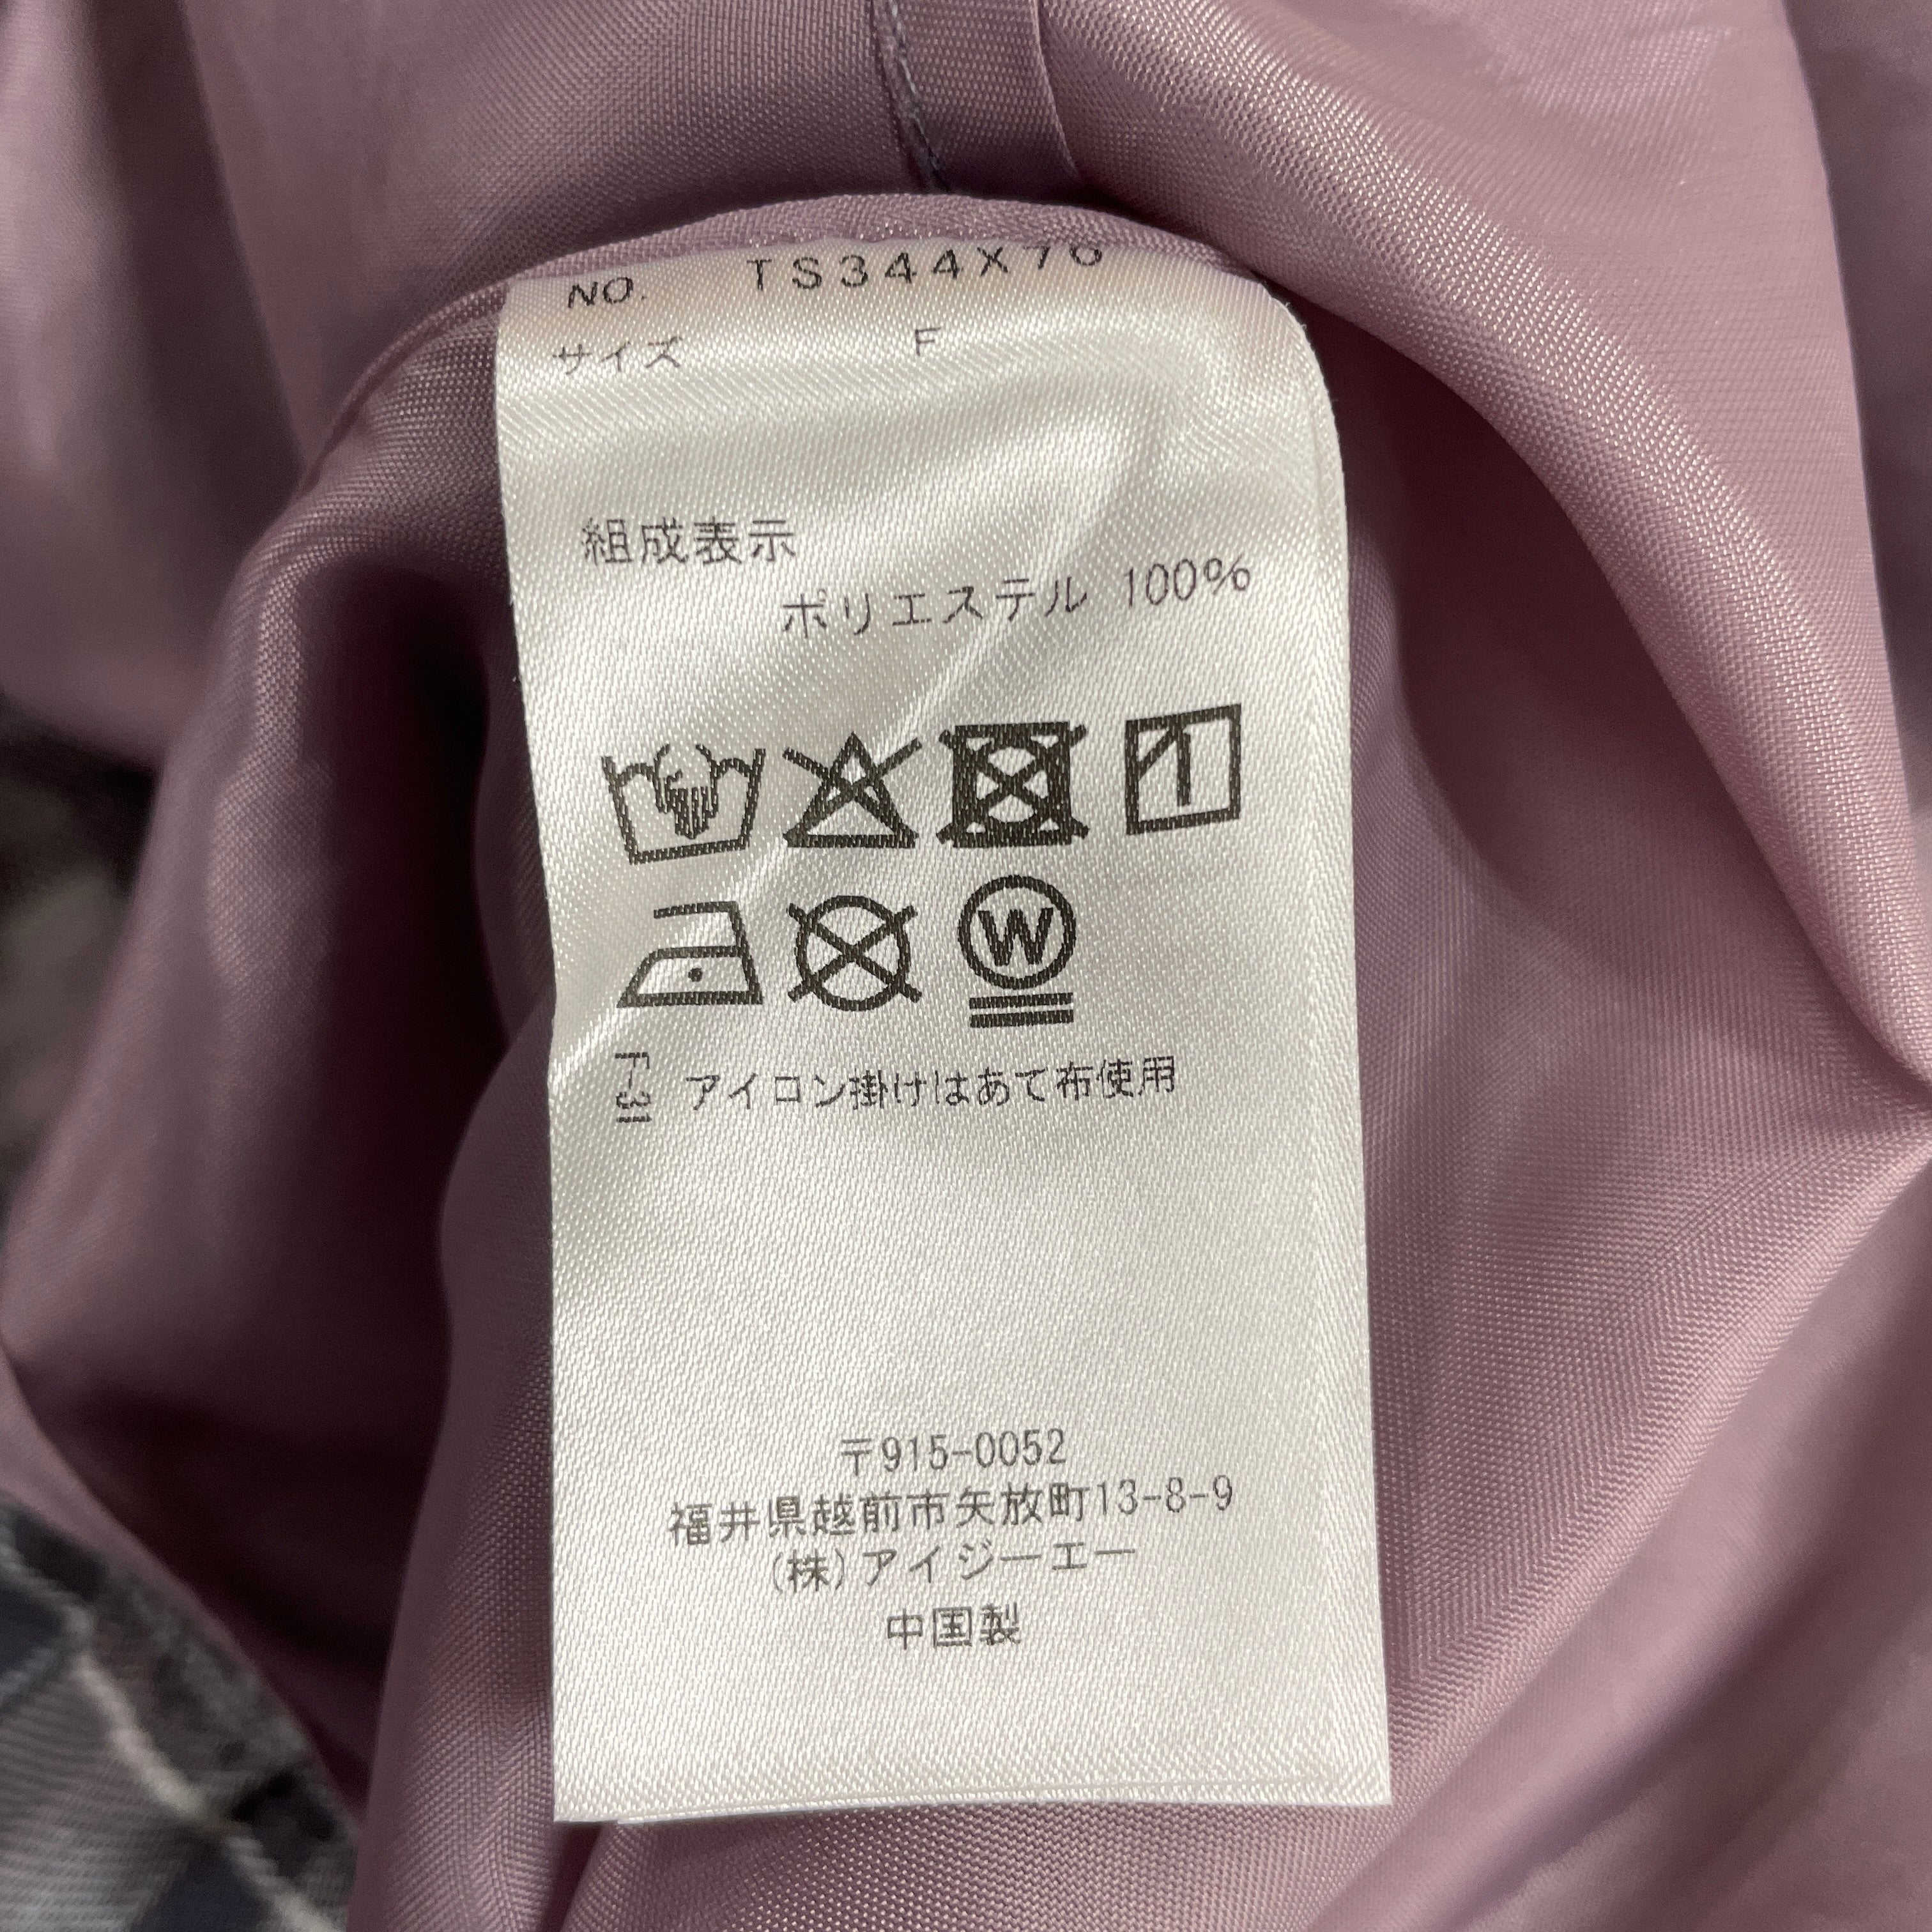 NO. TS344X76
サイズ F
組成表示
ポリエステル 100%
W
F-31 アイロン掛けはあて布使用
〒915-0052
福井県越前市矢放町13-8-9
(株)アイジーエー
中国製